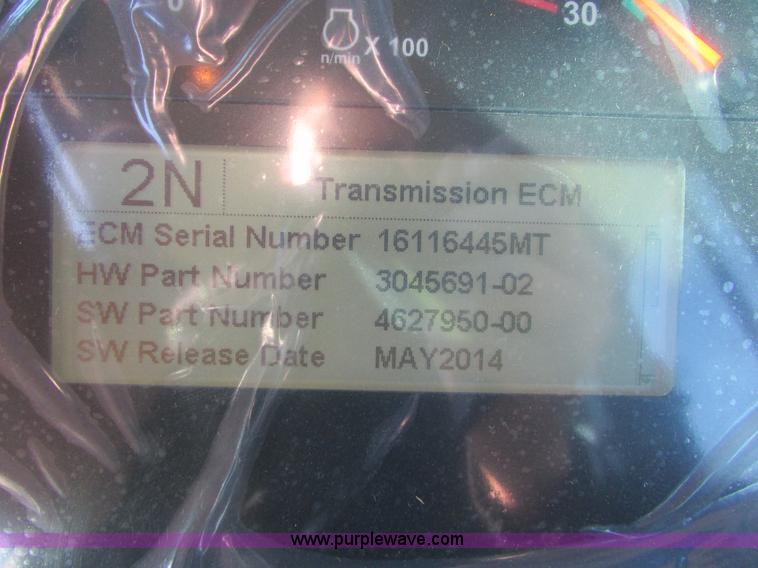 0
30
n/min X 100
2N Transmission ECM
ECM Serial Number 16116445MT
HW Part Number 3045691-02
SW Part Number 4627950-00
SW Release Date MAY2014
www.purplewave.com